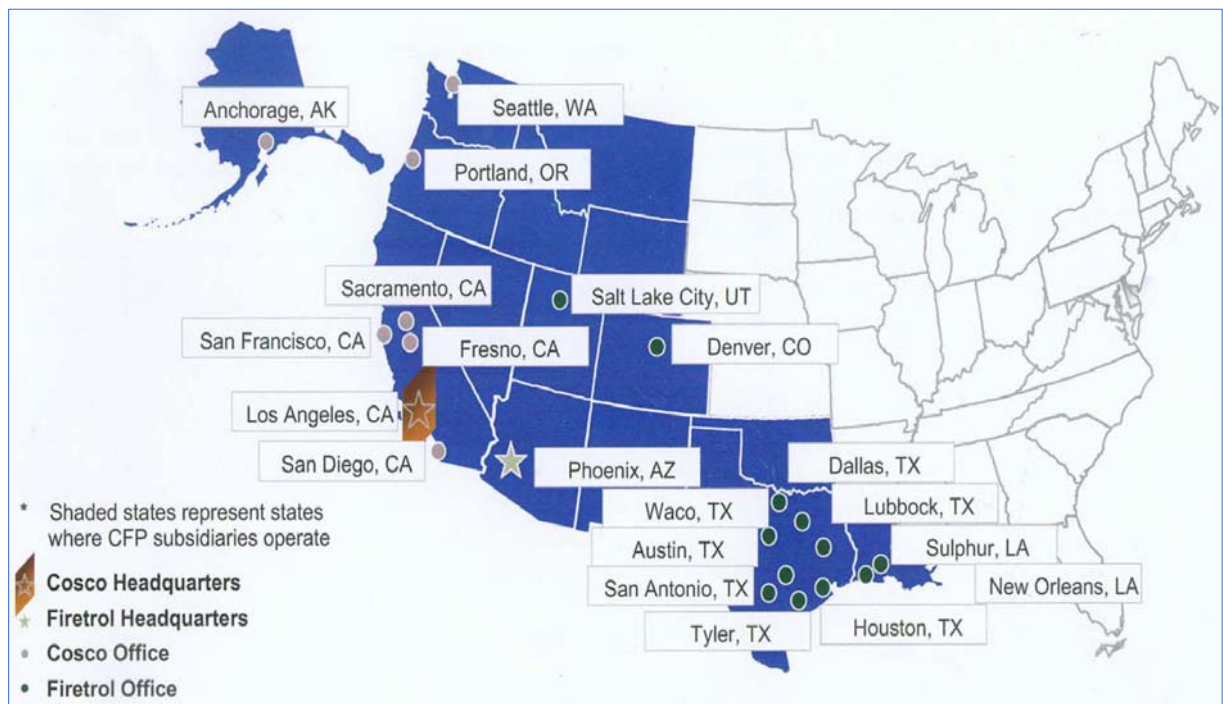 Anchorage, AK
Seattle, WA
Portland, OR
Sacramento, CA
Salt Lake City, UT
San Francisco, CA
Fresno, CA
Denver, CO
Los Angeles, CA
San Diego, CA
Phoenix, AZ
Dallas, TX
Waco, TX
Lubbock, TX
Austin, TX
Sulphur, LA
San Antonio, TX
New Orleans, LA
Tyler, TX
Houston, TX
* Shaded states represent states
where CFP subsidiaries operate
Cosco Headquarters
Firetrol Headquarters
Cosco Office
Firetrol Office